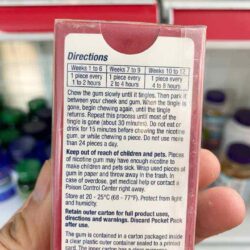 Directions
Weeks 1 to 6 Weeks 7 to 9 Weeks 10 to 12
1 piece every 1 to 2 hours 1 piece every 2 to 4 hours 1 piece every 4 to 8 hours
Chew the gum slowly until it tingles. Then park it
between your cheek and gum. When the tingle is
gone, begin chewing again, until the tingle
returns. Repeat this process until most of the
tingle is gone (about 30 minutes). Do not eat or
drink for 15 minutes before chewing the nicotine
gum, or while chewing a piece. Do not use more
than 24 pieces a day.
Keep out of reach of children and pets. Pieces
of nicotine gum may have enough nicotine to
make children and pets sick. Wrap used pieces of
gum in paper and throw away in the trash. In
case of overdose, get medical help or contact a
Poison Control Center right away.
Store at 20 - 25°C (68 - 77°F). Protect from light
and humidity.
Retain outer carton for full product uses,
directions and warnings. Discard Pocket Pack
after use.
The gum is contained in a carton packaged inside
a clear plastic outer container sealed to a printed
card. The inner carton has a clear